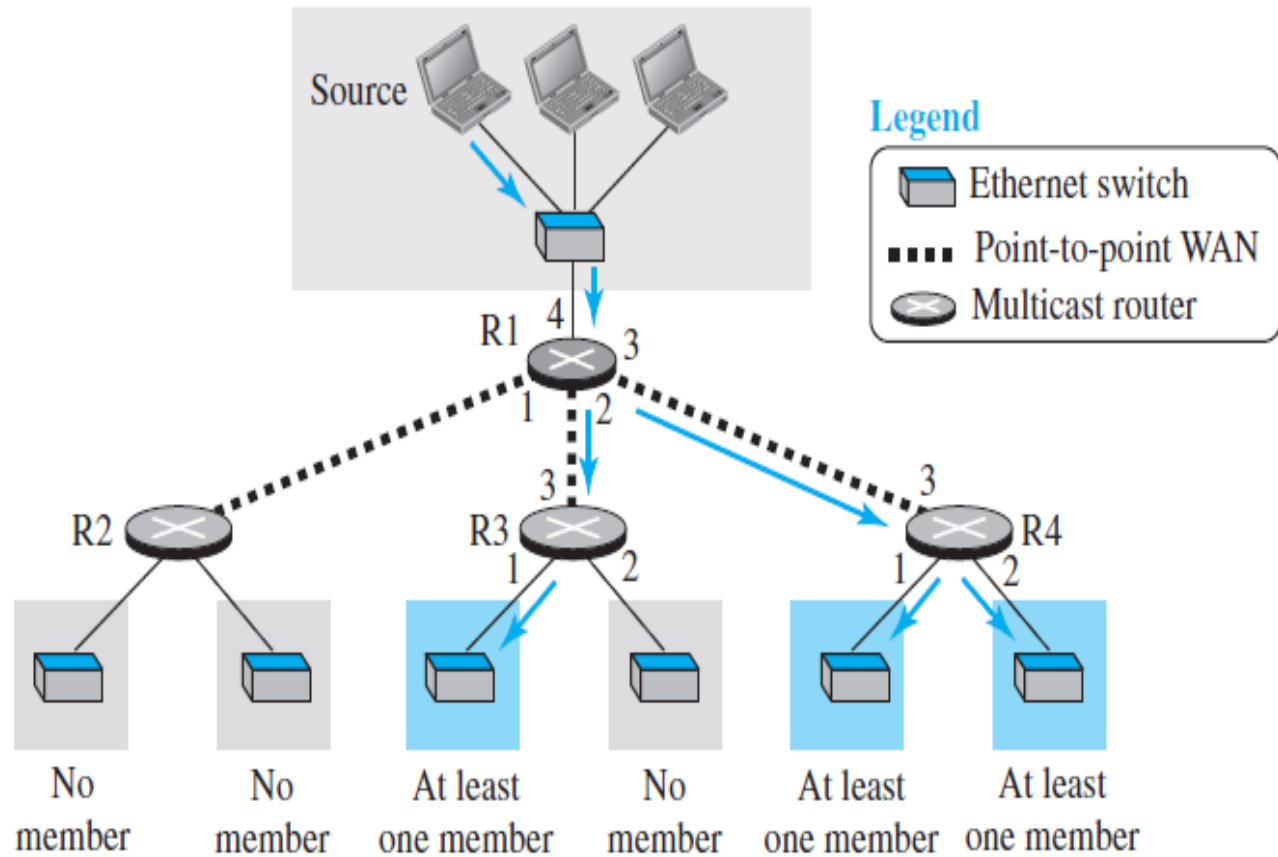 Source
Legend
Ethernet switch
Point-to-point WAN
Multicast router
R1
4
3
1
2
R2
R3
3
1
2
R4
3
1
2
No
member
No
member
At least
one member
No
member
At least
one member
At least
one member